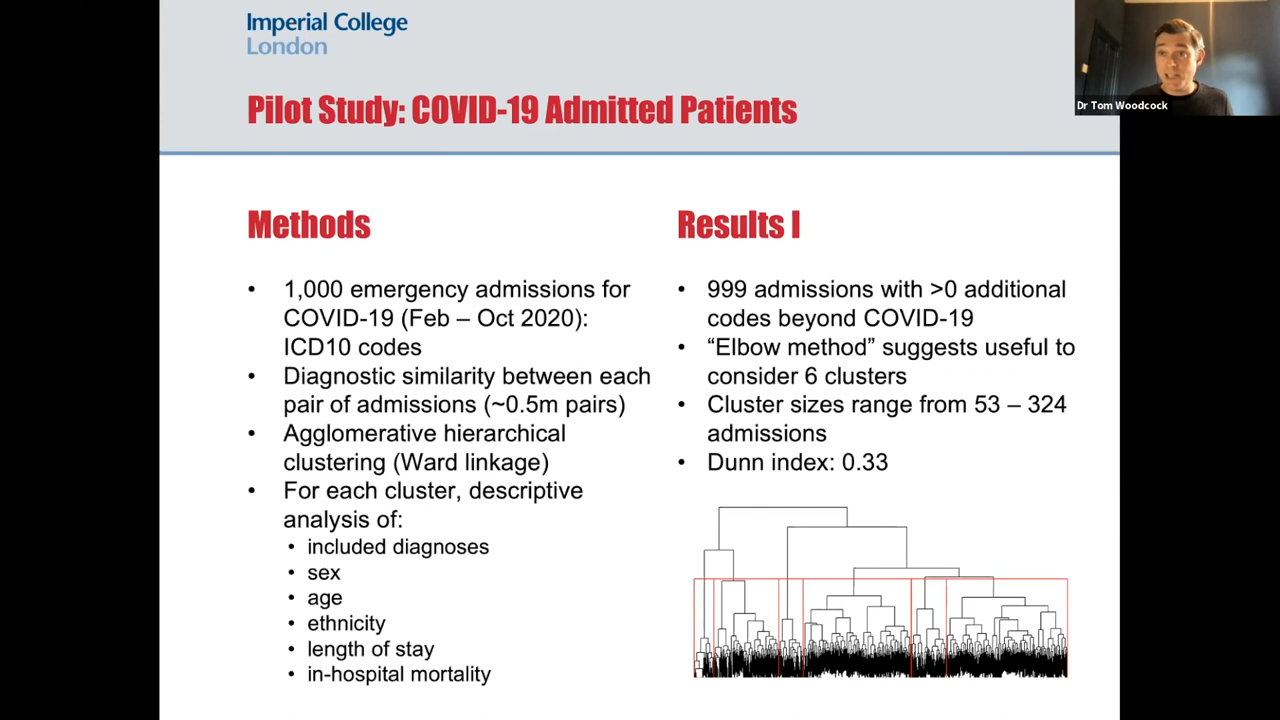 Imperial College
London
Dr Tom Woodcock
Pilot Study: COVID-19 Admitted Patients
Methods
• 1,000 emergency admissions for
COVID-19 (Feb – Oct 2020):
ICD10 codes
• Diagnostic similarity between each
pair of admissions (~0.5m pairs)
• Agglomerative hierarchical
clustering (Ward linkage)
• For each cluster, descriptive
analysis of:
• included diagnoses
• sex
• age
• ethnicity
• length of stay
• in-hospital mortality
Results I
• 999 admissions with >0 additional
codes beyond COVID-19
• “Elbow method” suggests useful to
consider 6 clusters
• Cluster sizes range from 53 – 324
admissions
• Dunn index: 0.33